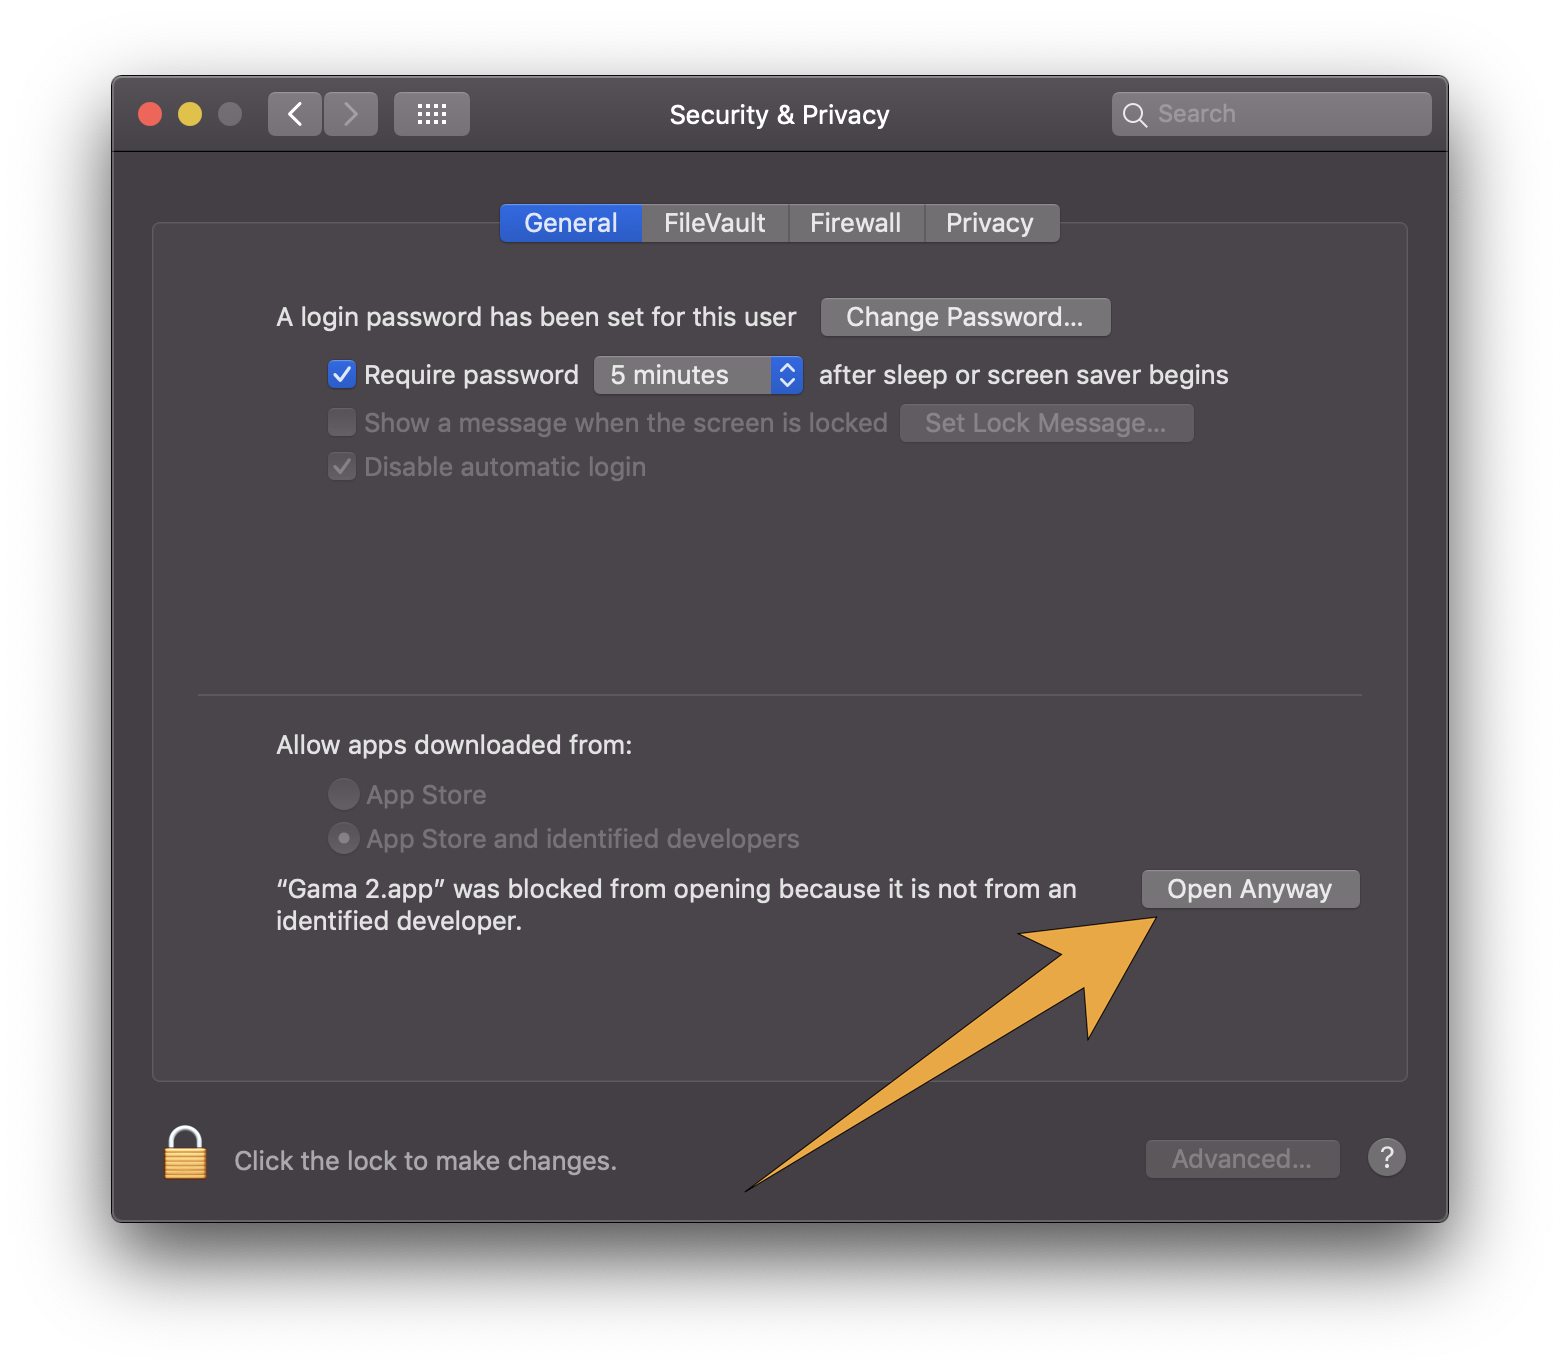 Security & Privacy
Search
General FileVault Firewall Privacy
A login password has been set for this user Change Password...
Require password 5 minutes after sleep or screen saver begins
Show a message when the screen is locked Set Lock Message...
Disable automatic login
Allow apps downloaded from:
App Store
App Store and identified developers
“Gama 2.app” was blocked from opening because it is not from an Open Anyway
identified developer.
Click the lock to make changes. Advanced... ?